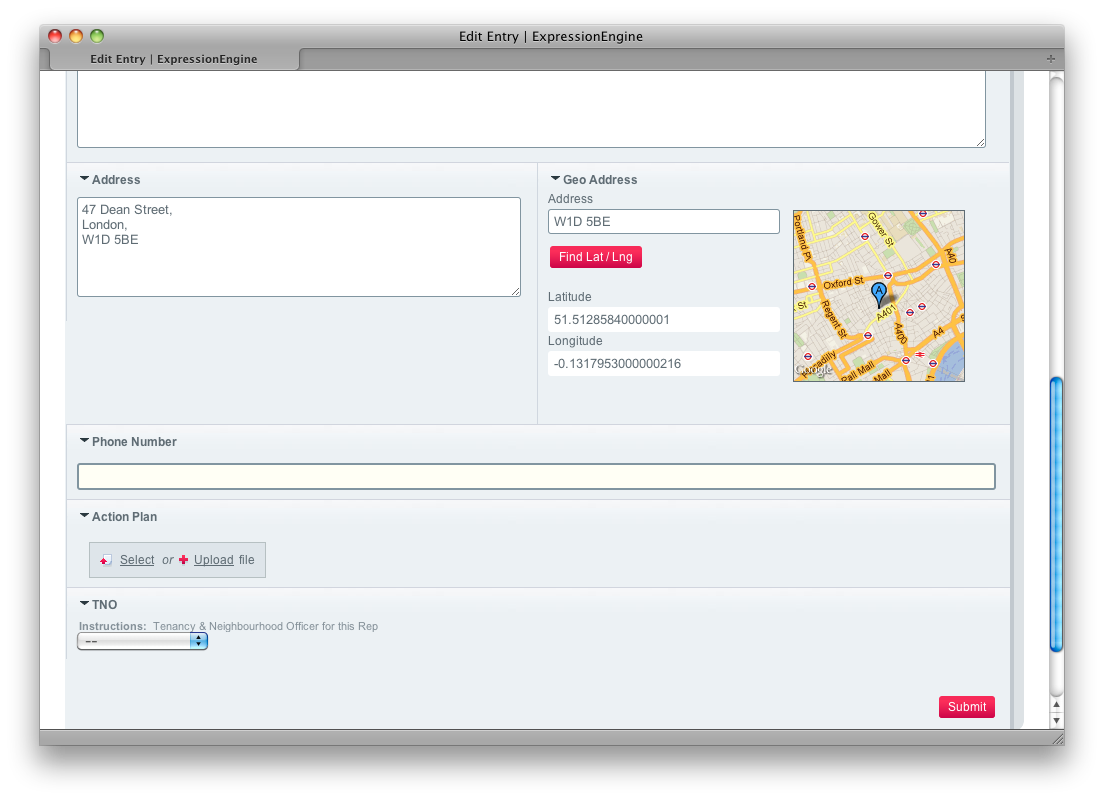 Edit Entry | ExpressionEngine
Edit Entry | ExpressionEngine
Address
47 Dean Street,
London,
W1D 5BE
Geo Address
Address
W1D 5BE
Find Lat / Lng
Latitude
51.51285840000001
Longitude
-0.1317953000000216
Portland Pl
Gower St
A40
Oxford St
A
St
A401
Regent St
A400
A4
Piccadilly
Pall Mall
Google
Phone Number
Action Plan
Select or Upload file
TNO
Instructions: Tenancy & Neighbourhood Officer for this Rep
--
Submit